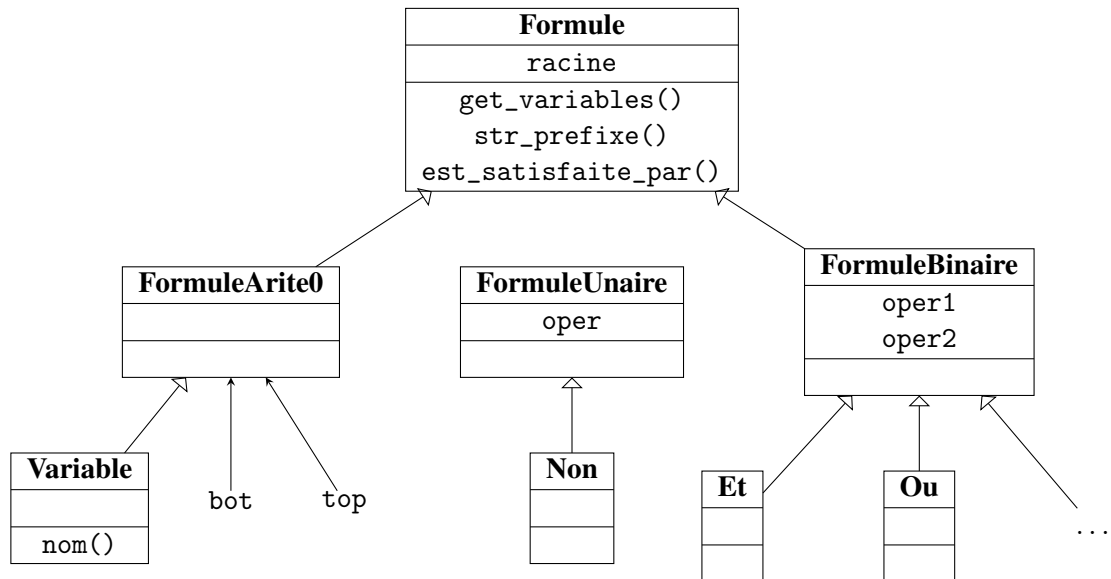 Formule
racine
get_variables()
str_prefixe()
est_satisfaite_par()
FormuleArite0
FormuleUnaire
oper
FormuleBinaire
oper1
oper2
Variable
nom()
bot
top
Non
Et
Ou
...